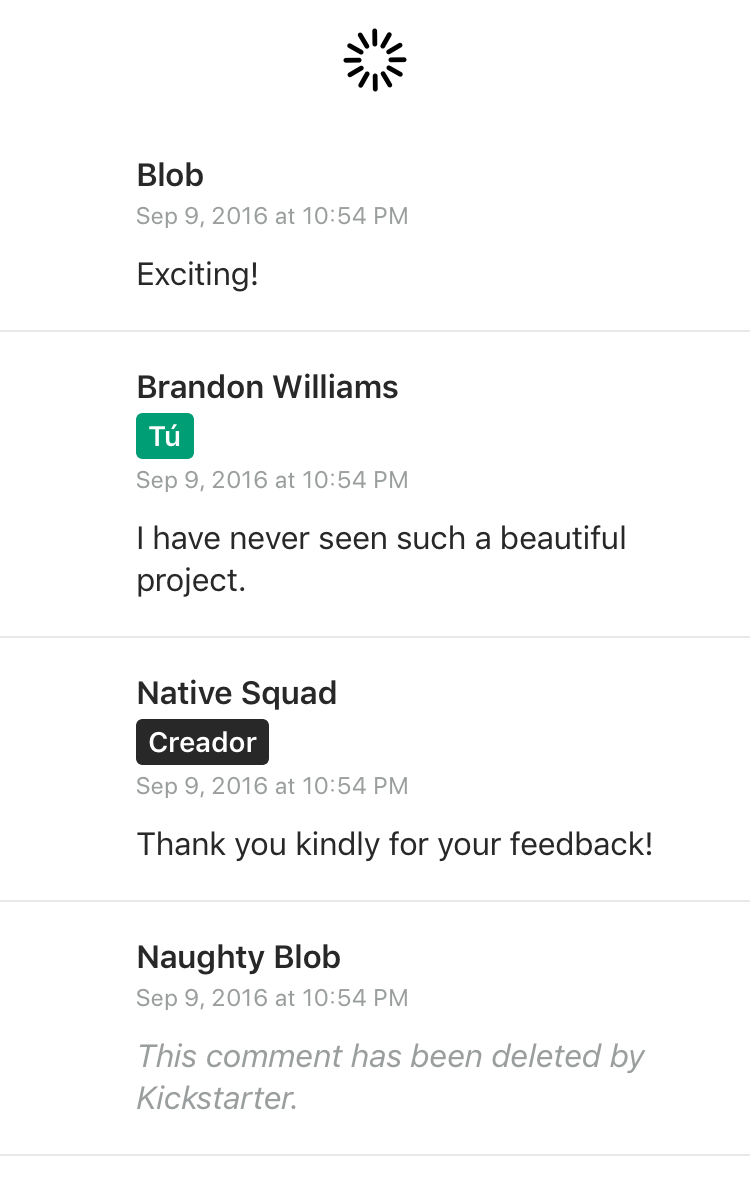 Blob
Sep 9, 2016 at 10:54 PM
Exciting!
Brandon Williams
Tú
Sep 9, 2016 at 10:54 PM
I have never seen such a beautiful
project.
Native Squad
Creador
Sep 9, 2016 at 10:54 PM
Thank you kindly for your feedback!
Naughty Blob
Sep 9, 2016 at 10:54 PM
This comment has been deleted by
Kickstarter.